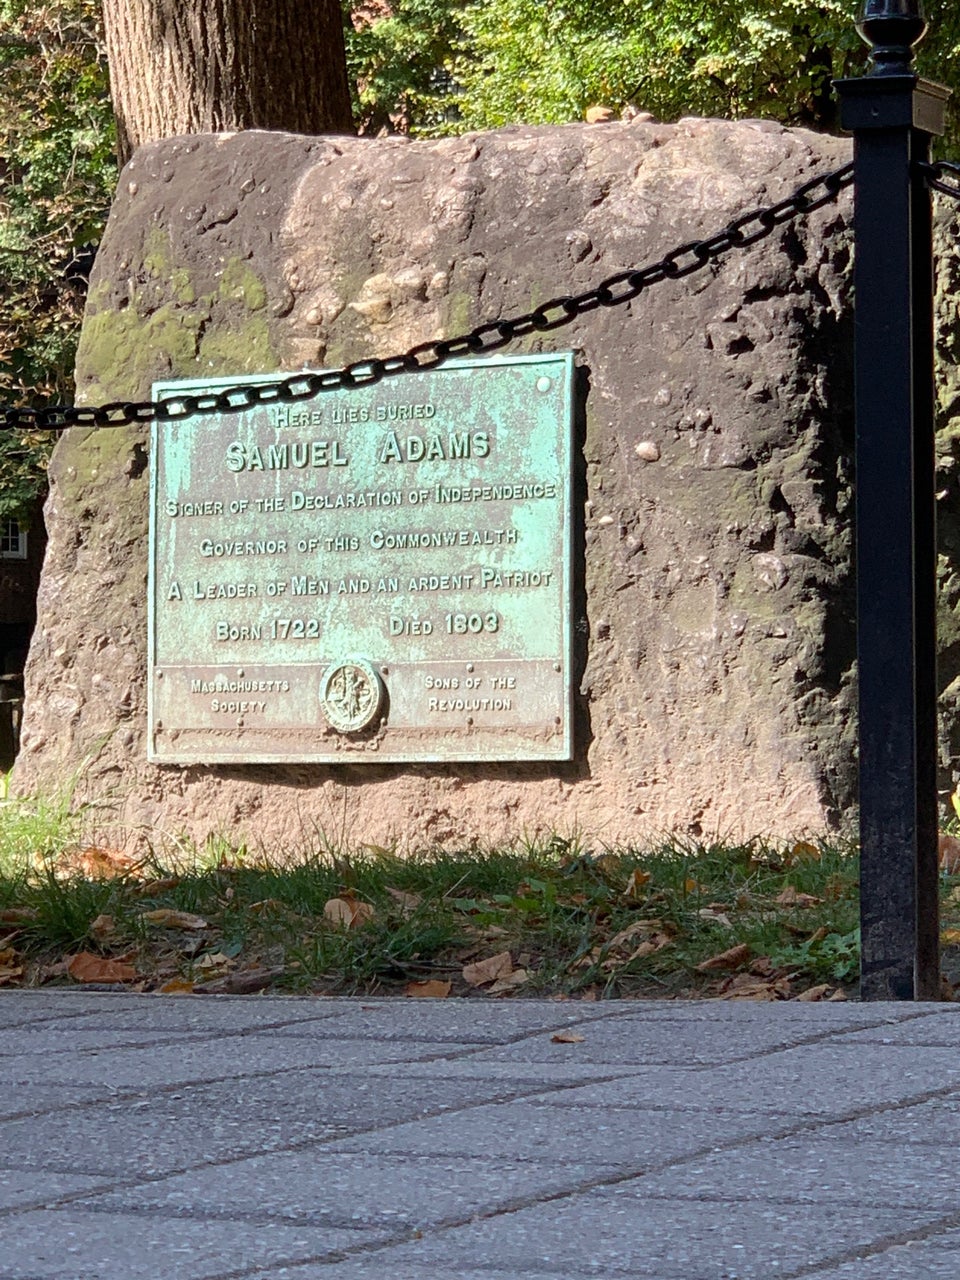 Here lies buried
Samuel Adams
Signer of the Declaration of Independence
Governor of this Commonwealth
A Leader of Men and an ardent Patriot
Born 1722 Died 1803
Massachusetts Society
Sons of the Revolution